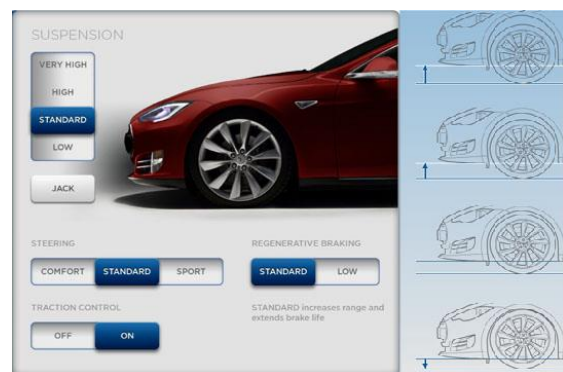 SUSPENSION
VERY HIGH
HIGH
STANDARD
LOW
JACK
STEERING
COMFORT STANDARD SPORT
REGENERATIVE BRAKING
STANDARD LOW
TRACTION CONTROL
OFF ON
STANDARD increases range and
extends brake life